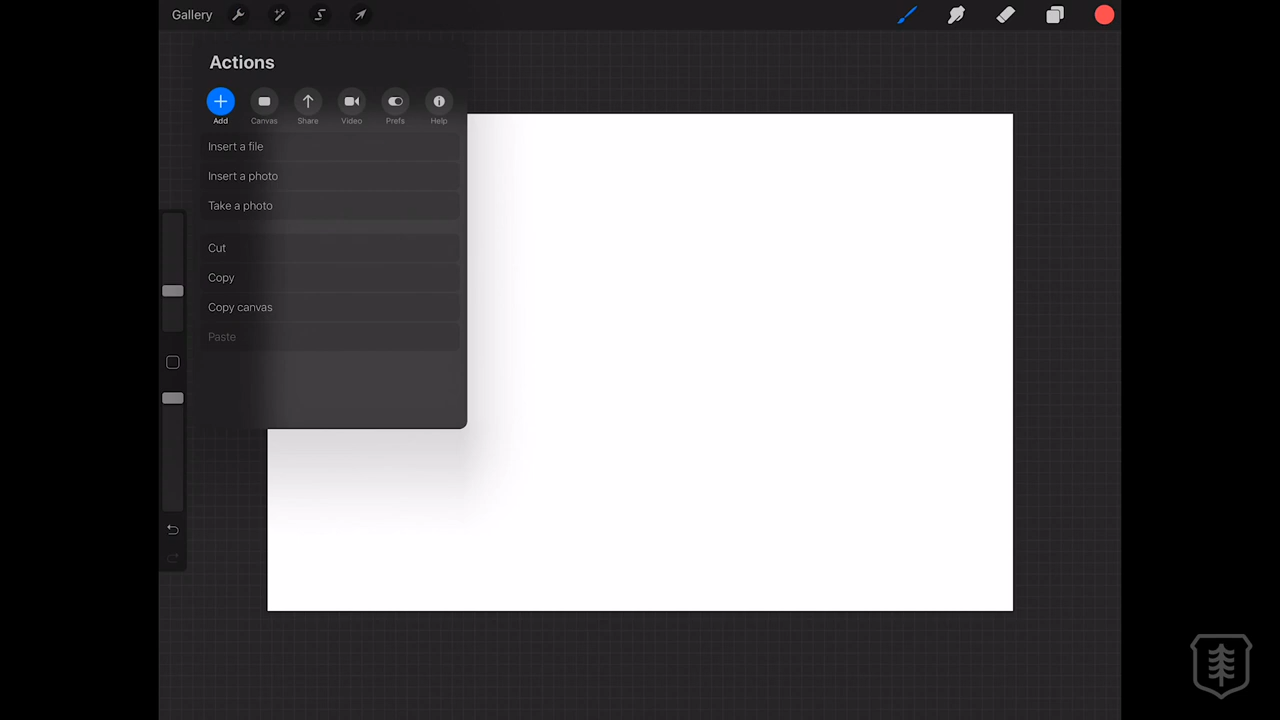 Gallery
Actions
Add Canvas Share Video Prefs Help
Insert a file
Insert a photo
Take a photo
Cut
Copy
Copy canvas
Paste